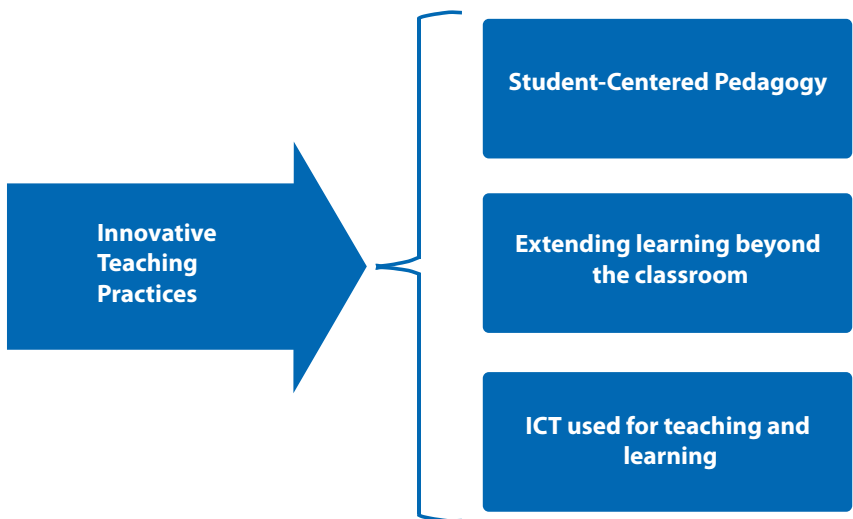 Student-Centered Pedagogy
Innovative
Teaching
Practices
Extending learning beyond
the classroom
ICT used for teaching and
learning